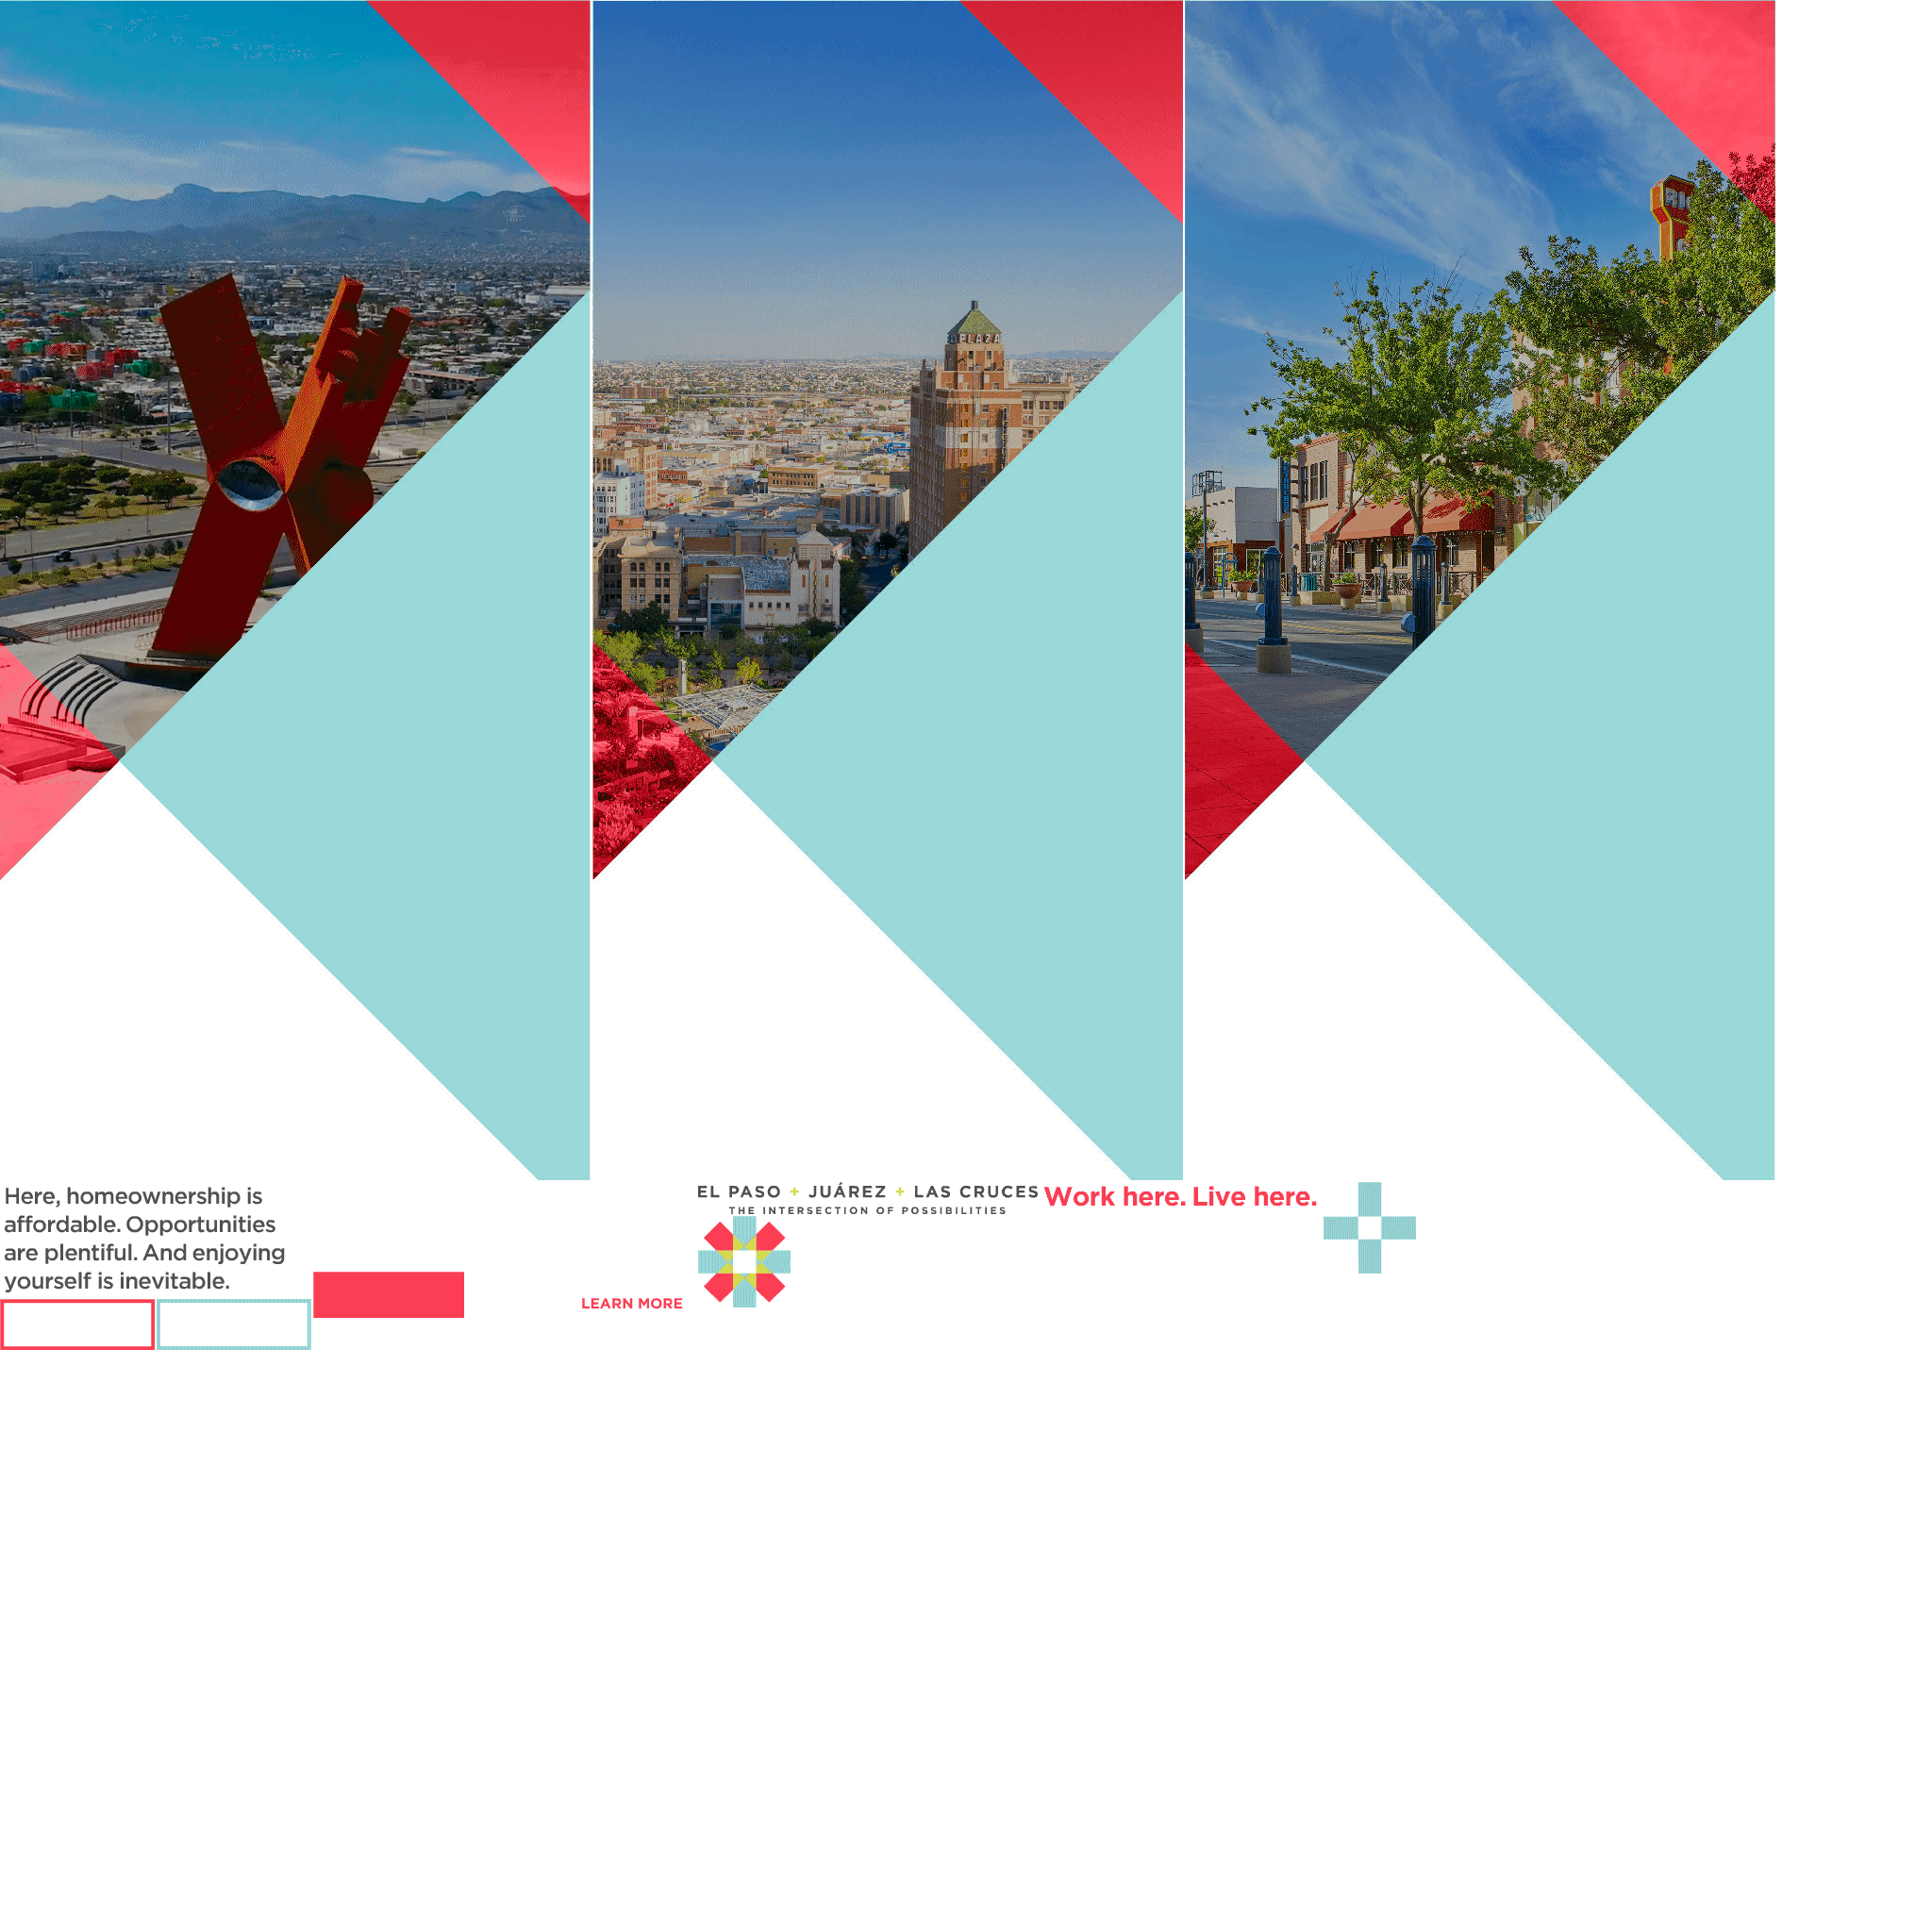 PLAZA
Here, homeownership is
affordable. Opportunities
are plentiful. And enjoying
yourself is inevitable.
LEARN MORE
EL PASO + JUÁREZ + LAS CRUCES
THE INTERSECTION OF POSSIBILITIES
Work here. Live here.